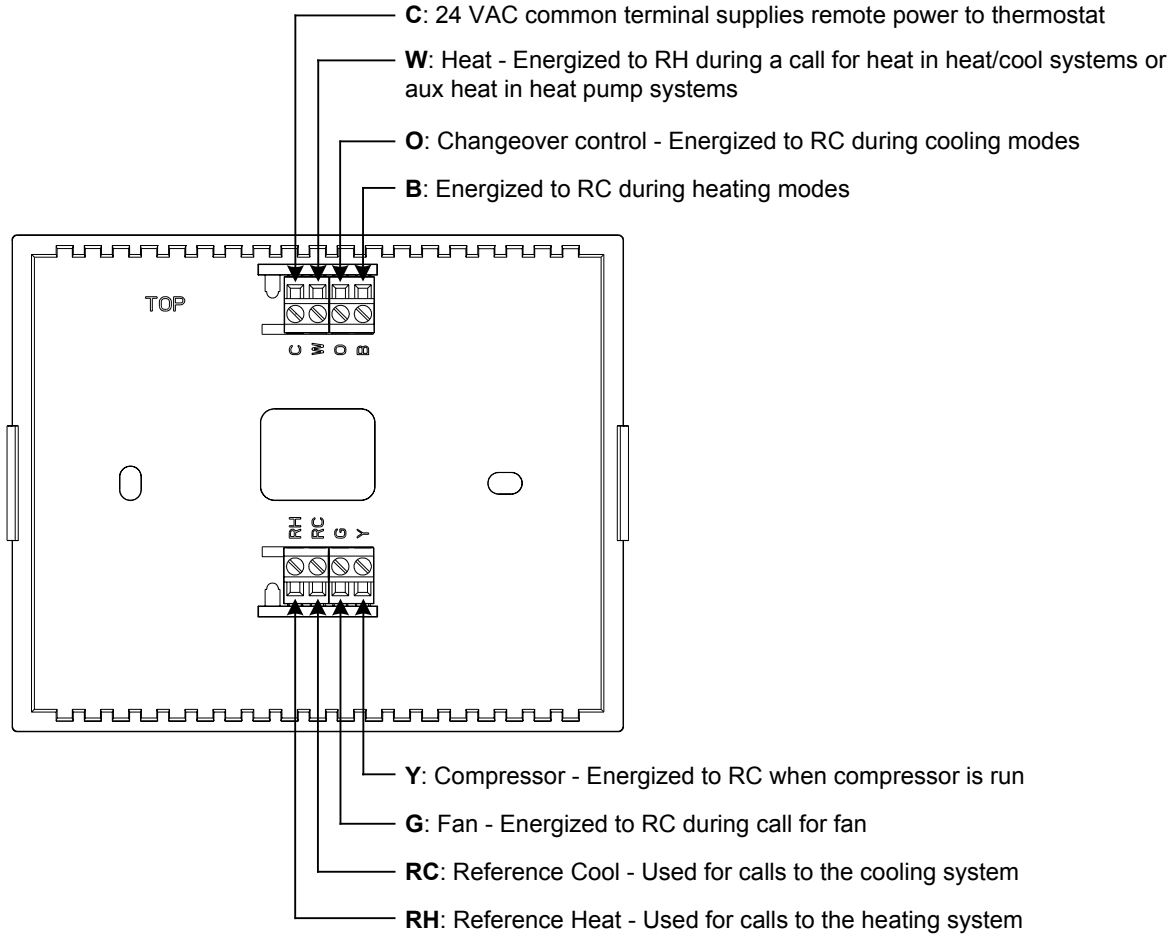 C: 24 VAC common terminal supplies remote power to thermostat
W: Heat - Energized to RH during a call for heat in heat/cool systems or
aux heat in heat pump systems
O: Changeover control - Energized to RC during cooling modes
B: Energized to RC during heating modes
TOP
C W O B
RH RC G Y
Y: Compressor - Energized to RC when compressor is run
G: Fan - Energized to RC during call for fan
RC: Reference Cool - Used for calls to the cooling system
RH: Reference Heat - Used for calls to the heating system